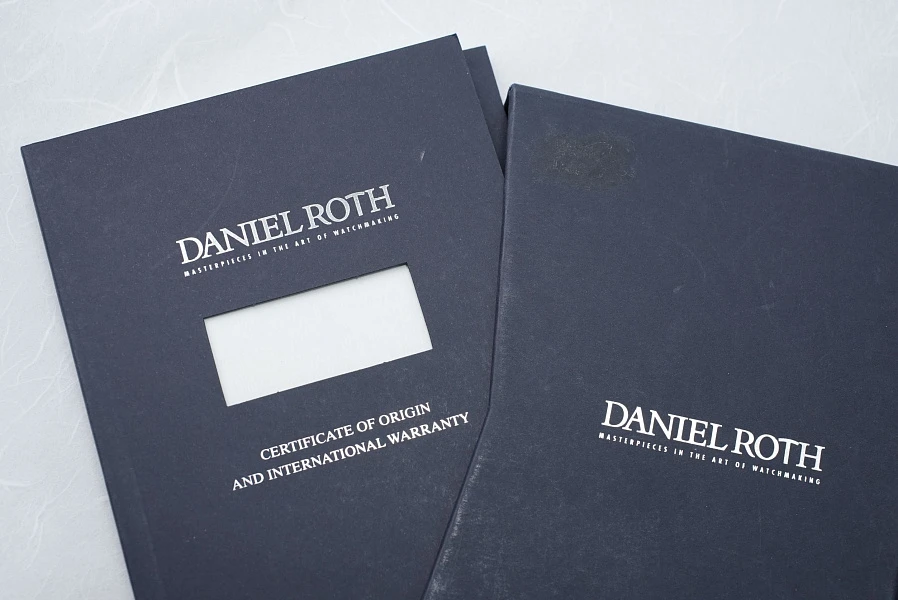 DANIEL ROTH
MASTERPIECES IN THE ART OF WATCHMAKING
CERTIFICATE OF ORIGIN
AND INTERNATIONAL WARRANTY
DANIEL ROTH
MASTERPIECES IN THE ART OF WATCHMAKING